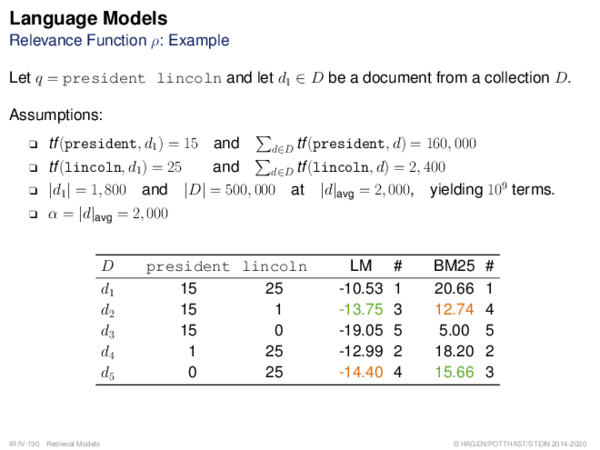 Language Models
Relevance Function ρ: Example
Let q = president lincoln and let d₁ ∈ D be a document from a collection D.
Assumptions:
❑ tf(president, d₁) = 15 and ∑d∈D tf(president, d) = 160,000
❑ tf(lincoln, d₁) = 25 and ∑d∈D tf(lincoln, d) = 2,400
❑ |d₁| = 1,800 and |D| = 500,000 at |d|avg = 2,000, yielding 10⁹ terms.
❑ α = |d|avg = 2,000
D president lincoln LM # BM25 #
d₁ 15 25 -10.53 1 20.66 1
d₂ 15 1 -13.75 3 12.74 4
d₃ 15 0 -19.05 5 5.00 5
d₄ 1 25 -12.99 2 18.20 2
d₅ 0 25 -14.40 4 15.66 3
IR:IV-190 Retrieval Models © HAGEN/POTTHAST/STEIN 2014-2020